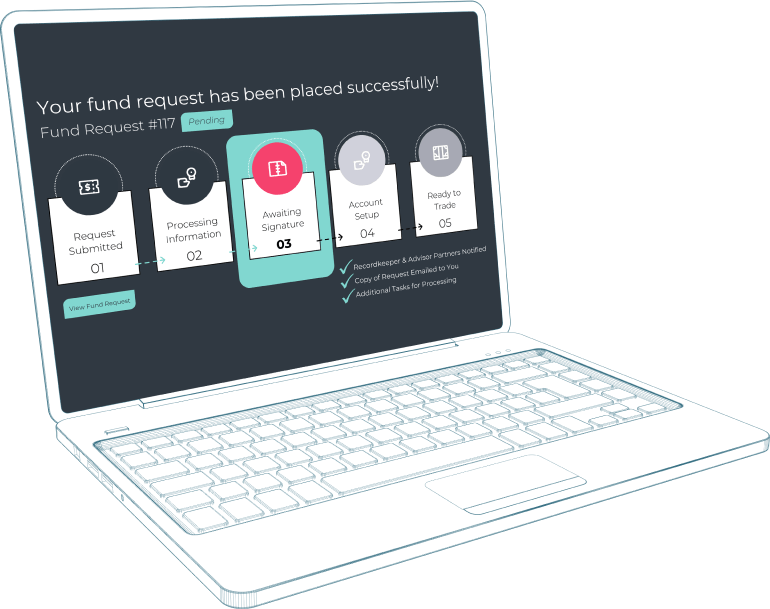 Your fund request has been placed successfully!
Fund Request #117 Pending
Request
Submitted
01
Processing
Information
02
Awaiting
Signature
03
Account
Setup
04
Ready to
Trade
05
View Fund Request
Recordkeeper & Advisor Partners Notified
Copy of Request Emailed to You
Additional Tasks for Processing